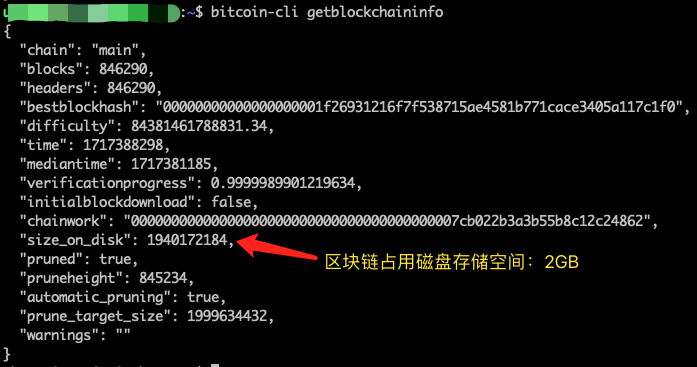 :~$ bitcoin-cli getblockchaininfo
{
"chain": "main",
"blocks": 846290,
"headers": 846290,
"bestblockhash": "00000000000000000001f26931216f7f538715ae4581b771cace3405a117c1f0",
"difficulty": 84381461788831.34,
"time": 1717388298,
"mediantime": 1717381185,
"verificationprogress": 0.9999989901219634,
"initialblockdownload": false,
"chainwork": "00000000000000000000000000000000000000007cb022b3a3b55b8c12c24862",
"size_on_disk": 1940172184,
"pruned": true,
区块链占用磁盘存储空间：2GB
"pruneheight": 845234,
"automatic_pruning": true,
"prune_target_size": 1999634432,
"warnings": ""
}